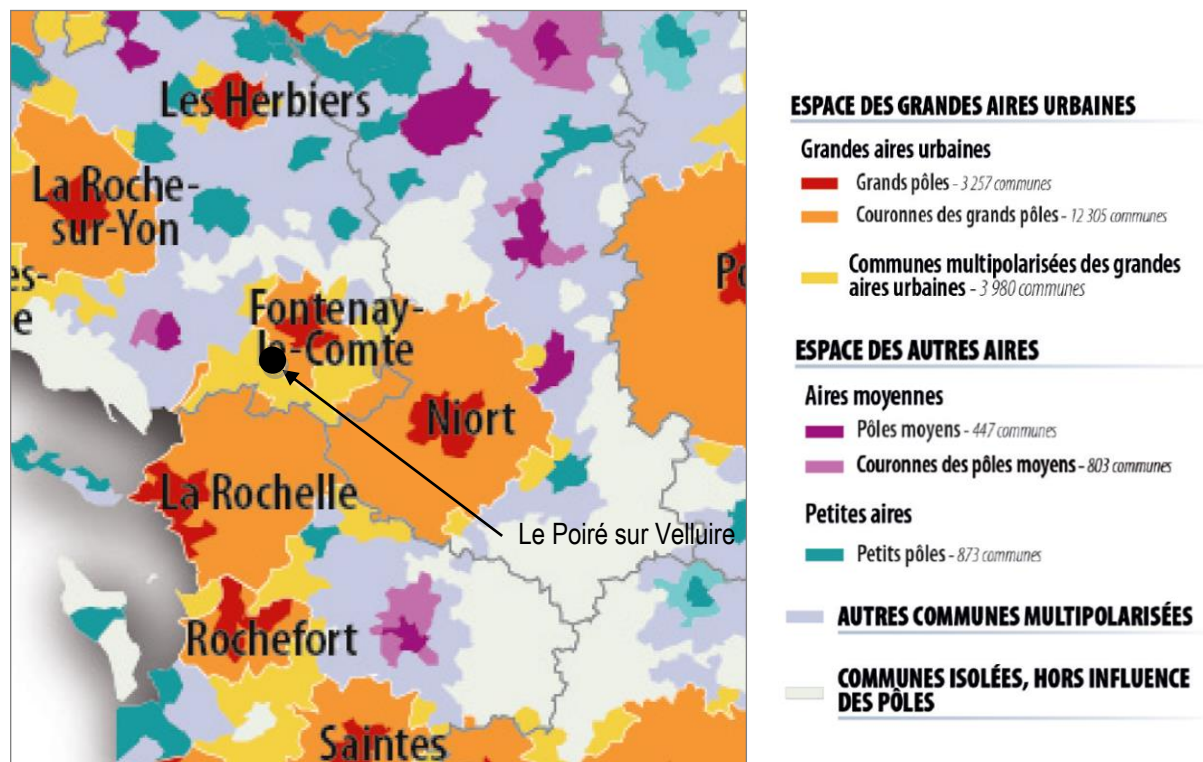 Les Herbiers
La Roche-
sur-Yon
es-
e
Fontenay-
le-Comte
Po
Niort
La Rochelle
Le Poiré sur Velluire
Rochefort
Saintes
ESPACE DES GRANDES AIRES URBAINES
Grandes aires urbaines
Grands pôles - 3 257 communes
Couronnes des grands pôles - 12 305 communes
Communes multipolarisées des grandes
aires urbaines - 3 980 communes
ESPACE DES AUTRES AIRES
Aires moyennes
Pôles moyens - 447 communes
Couronnes des pôles moyens - 803 communes
Petites aires
Petits pôles - 873 communes
AUTRES COMMUNES MULTIPOLARISÉES
COMMUNES ISOLÉES, HORS INFLUENCE
DES PÔLES